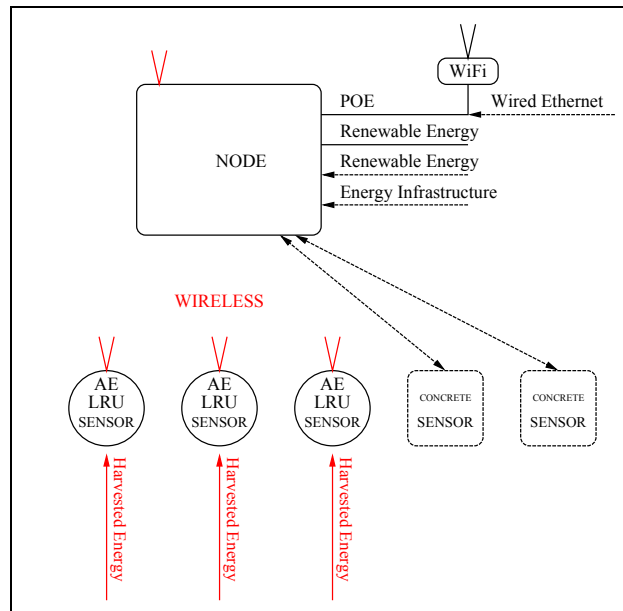 WiFi
POE
Wired Ethernet
Renewable Energy
NODE
Renewable Energy
Energy Infrastructure
WIRELESS
AE
LRU
SENSOR
AE
LRU
SENSOR
AE
LRU
SENSOR
CONCRETE
SENSOR
CONCRETE
SENSOR
Harvested Energy
Harvested Energy
Harvested Energy